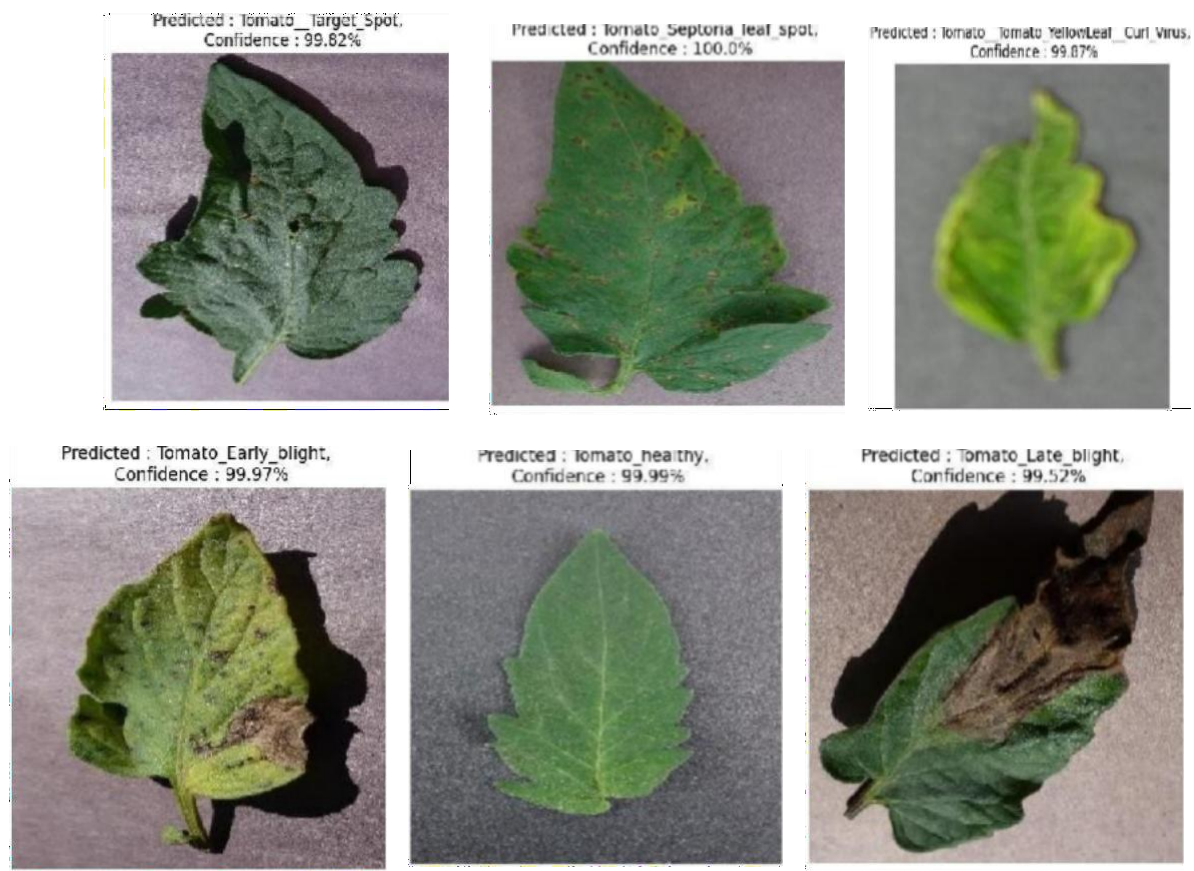 Predicted : Tomato__Target_Spot,
Confidence : 99.82%
Predicted : Tomato_Septoria_leaf_spot,
Confidence : 100.0%
Predicted : Tomato__Tomato_YellowLeaf__Curl_Virus,
Confidence : 99.87%
Predicted : Tomato_Early_blight,
Confidence : 99.97%
Predicted : Tomato_healthy,
Confidence : 99.99%
Predicted : Tomato_Late_blight,
Confidence : 99.52%